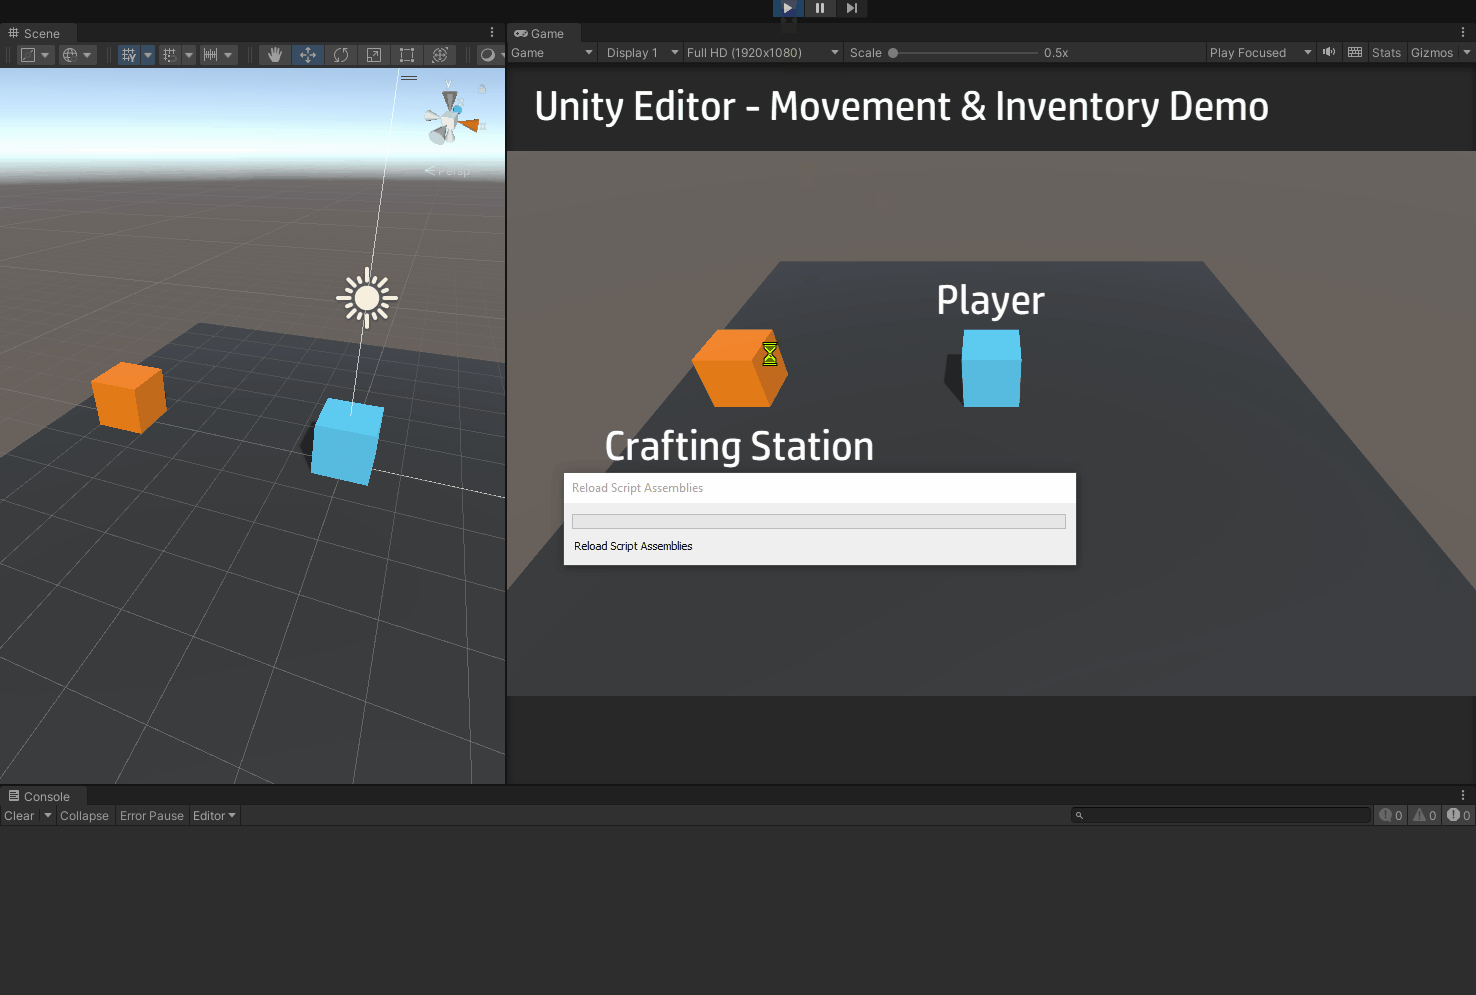 Scene
Game
Game
Display 1
Full HD (1920x1080)
Scale
0.5x
Play Focused
Stats
Gizmos
y
Persp
Unity Editor - Movement & Inventory Demo
Player
Crafting Station
Reload Script Assemblies
Reload Script Assemblies
Console
Clear
Collapse
Error Pause
Editor
0
0
0